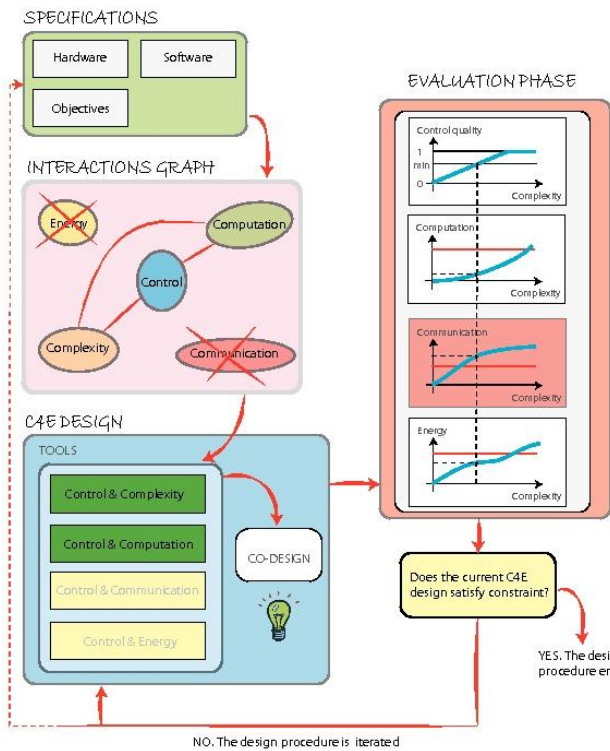 SPECIFICATIONS
Hardware
Software
Objectives
INTERACTIONS GRAPH
Energy
Computation
Control
Complexity
Communication
C4E DESIGN
TOOLS
Control & Complexity
Control & Computation
Control & Communication
Control & Energy
CO-DESIGN
EVALUATION PHASE
Control quality
1
min
0
Complexity
Computation
Complexity
Communication
Complexity
Energy
Complexity
Does the current C4E
design satisfy constraint?
YES. The desi
procedure en
NO. The design procedure is iterated